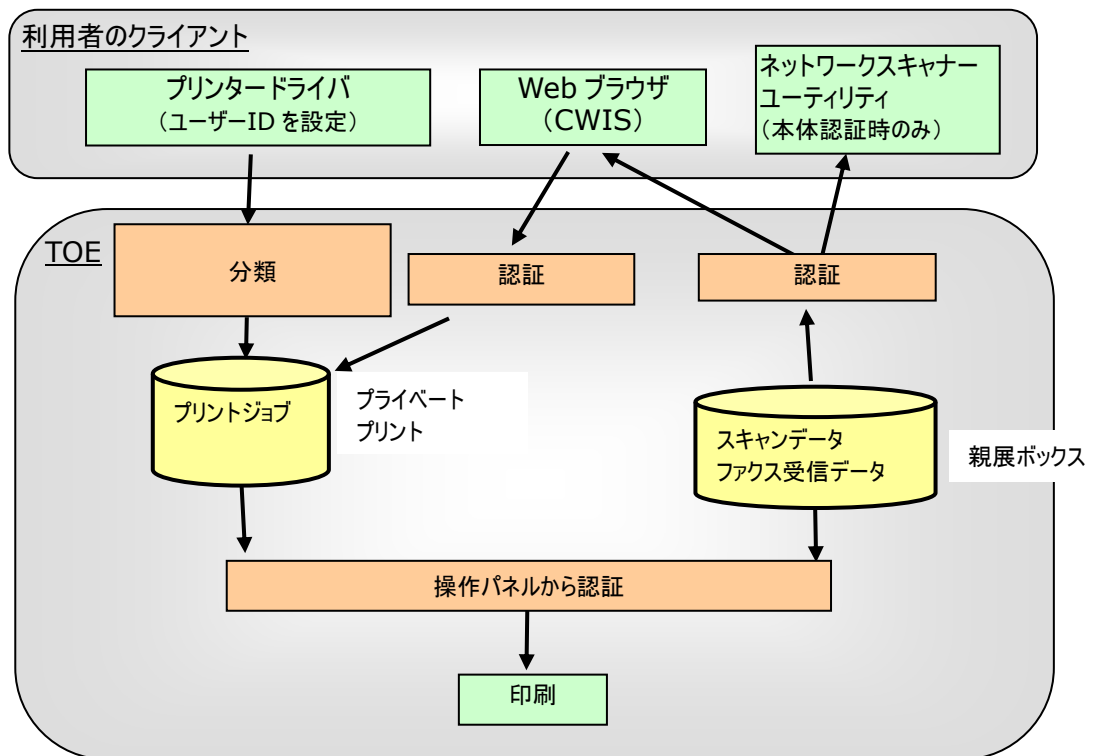 利用者のクライアント
プリンタードライバ
（ユーザーID を設定）
Web ブラウザ
（CWIS）
ネットワークスキャナー
ユーティリティ
（本体認証時のみ）
TOE
分類
認証
認証
プリントジョブ
プライベート
プリント
スキャンデータ
ファクス受信データ
親展ボックス
操作パネルから認証
印刷